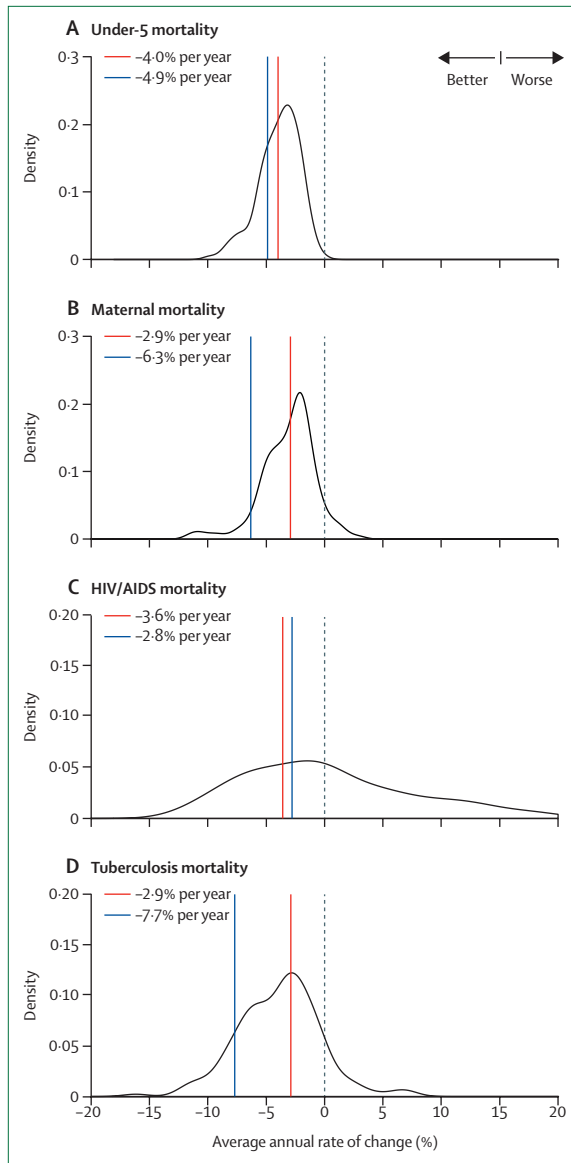 A Under-5 mortality
0·3
0·2
0·1
0
Density
–4·0% per year
–4·9% per year
Better
Worse
B Maternal mortality
0·3
0·2
0·1
0
Density
–2·9% per year
–6·3% per year
C HIV/AIDS mortality
0·20
0·15
0·10
0·05
0
Density
–3·6% per year
–2·8% per year
D Tuberculosis mortality
0·20
0·15
0·10
0·05
0
Density
–2·9% per year
–7·7% per year
–20 –15 –10 –5 0 5 10 15 20
Average annual rate of change (%)